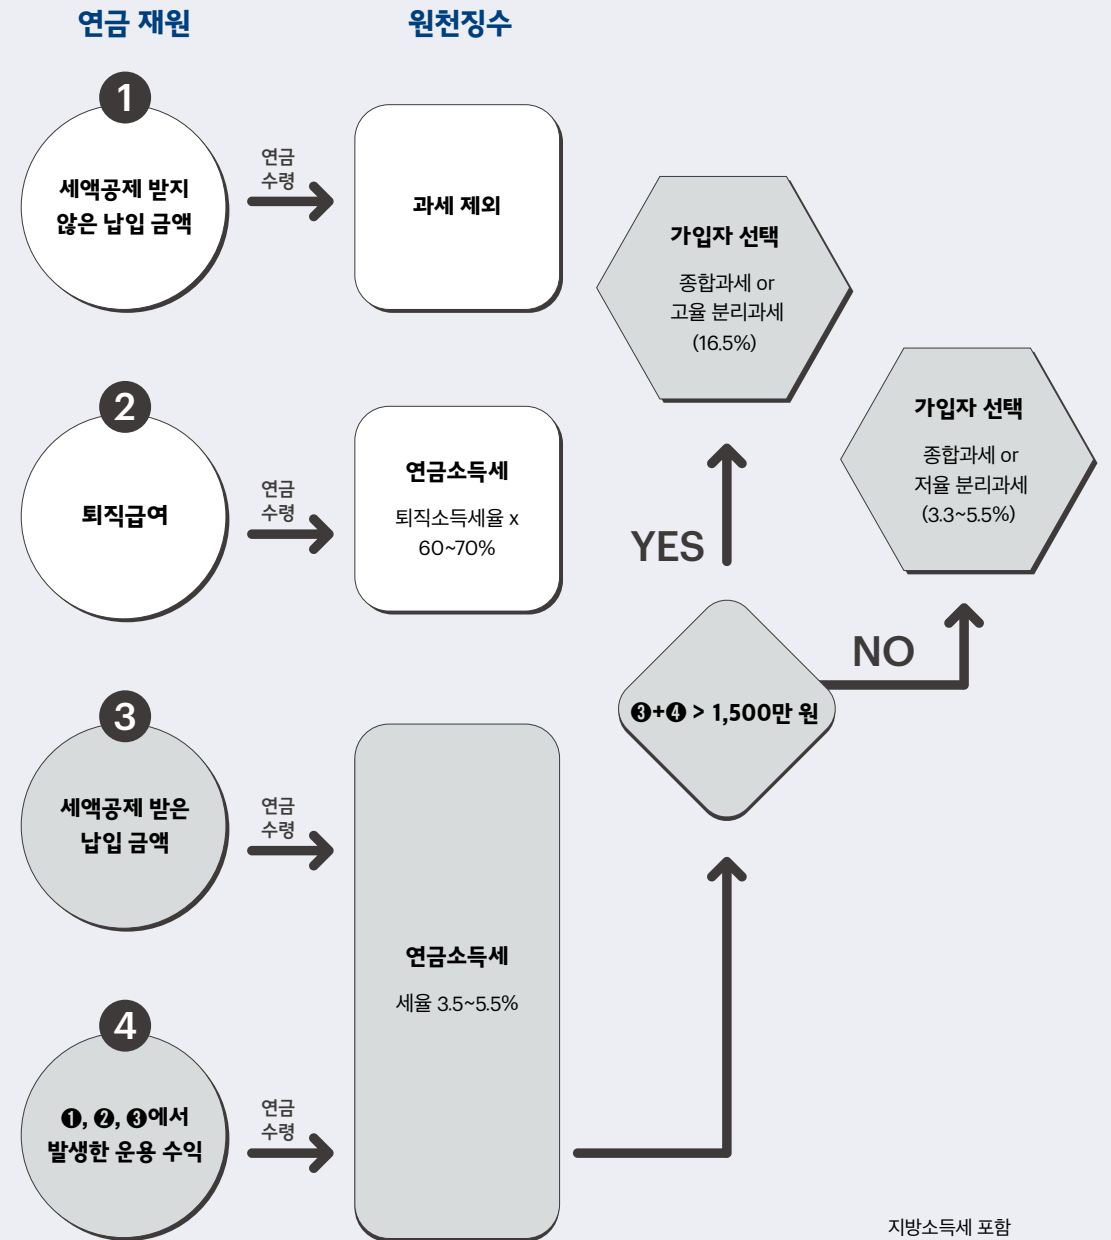 연금 재원
원천징수
1
세액공제 받지
않은 납입 금액
연금
수령
과세 제외
가입자 선택
종합과세 or
고율 분리과세
(16.5%)
가입자 선택
종합과세 or
저율 분리과세
(3.3~5.5%)
2
퇴직급여
연금
수령
연금소득세
퇴직소득세율 x
60~70%
YES
NO
❸+❹ > 1,500만 원
3
세액공제 받은
납입 금액
연금
수령
연금소득세
세율 3.5~5.5%
4
❶, ❷, ❸에서
발생한 운용 수익
연금
수령
지방소득세 포함